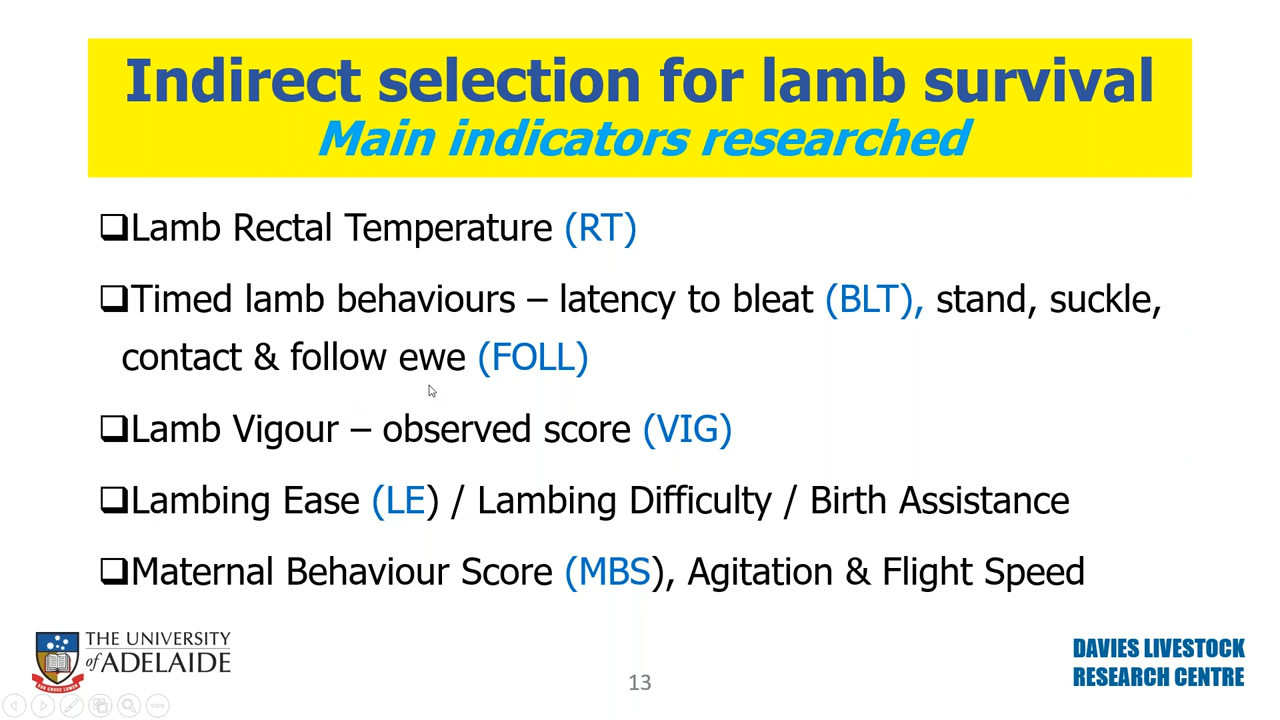 Indirect selection for lamb survival
Main indicators researched
❑Lamb Rectal Temperature (RT)
❑Timed lamb behaviours – latency to bleat (BLT), stand, suckle,
contact & follow ewe (FOLL)
❑Lamb Vigour – observed score (VIG)
❑Lambing Ease (LE) / Lambing Difficulty / Birth Assistance
❑Maternal Behaviour Score (MBS), Agitation & Flight Speed
THE UNIVERSITY
of ADELAIDE
DAVIES LIVESTOCK
RESEARCH CENTRE
13